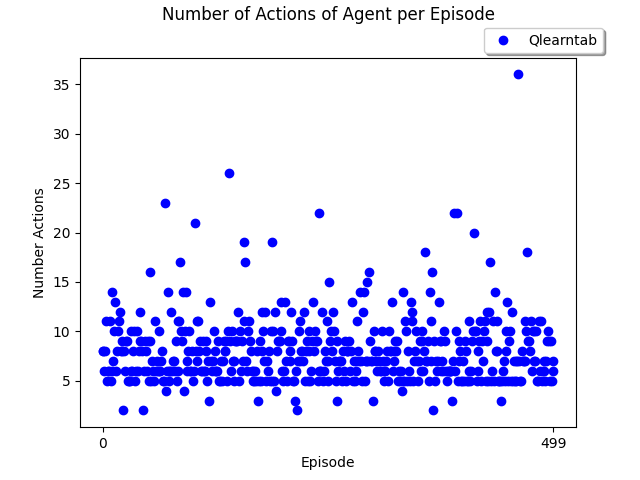 Number of Actions of Agent per Episode
Qlearntab
35
30
25
20
15
10
5
Number Actions
0
499
Episode